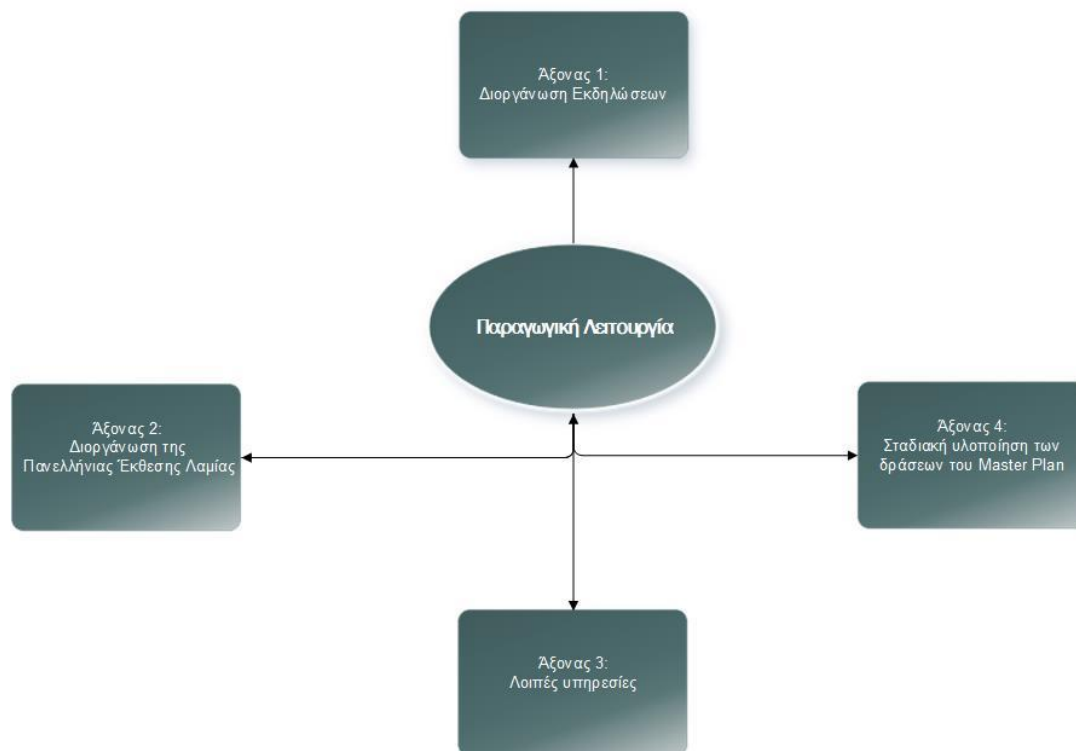 Άξονας 1:
Διοργάνωση Εκδηλώσεων
Παραγωγική Λειτουργία
Άξονας 2:
Διοργάνωση της
Πανελλήνιας Έκθεσης Λαμίας
Άξονας 4:
Σταδιακή υλοποίηση των
δράσεων του Master Plan
Άξονας 3:
Λοιπές υπηρεσίες